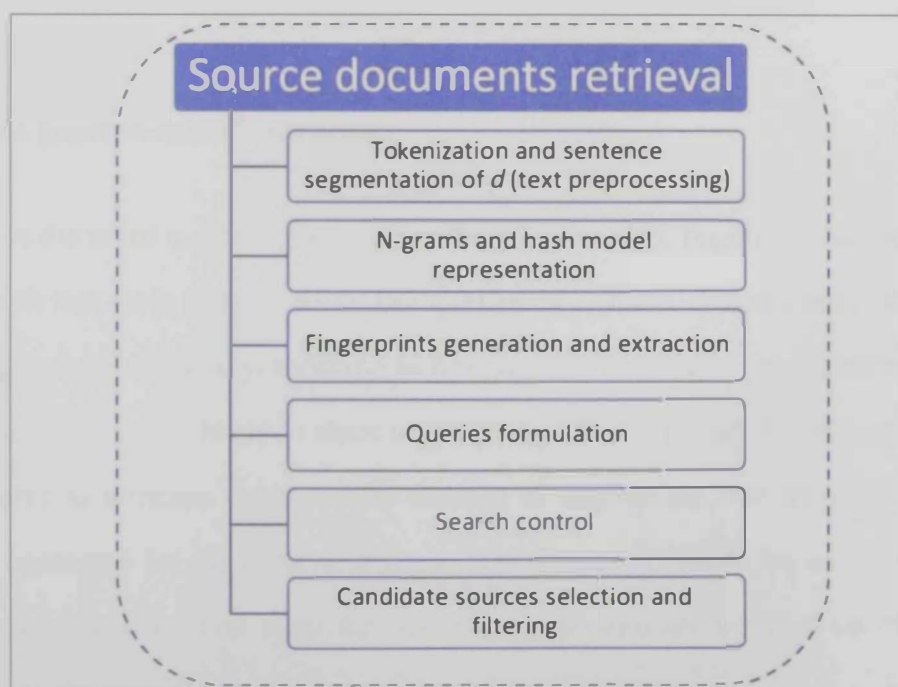 Source documents retrieval
Tokenization and sentence
segmentation of d (text preprocessing)
N-grams and hash model
representation
Fingerprints generation and extraction
Queries formulation
Search control
Candidate sources selection and
filtering